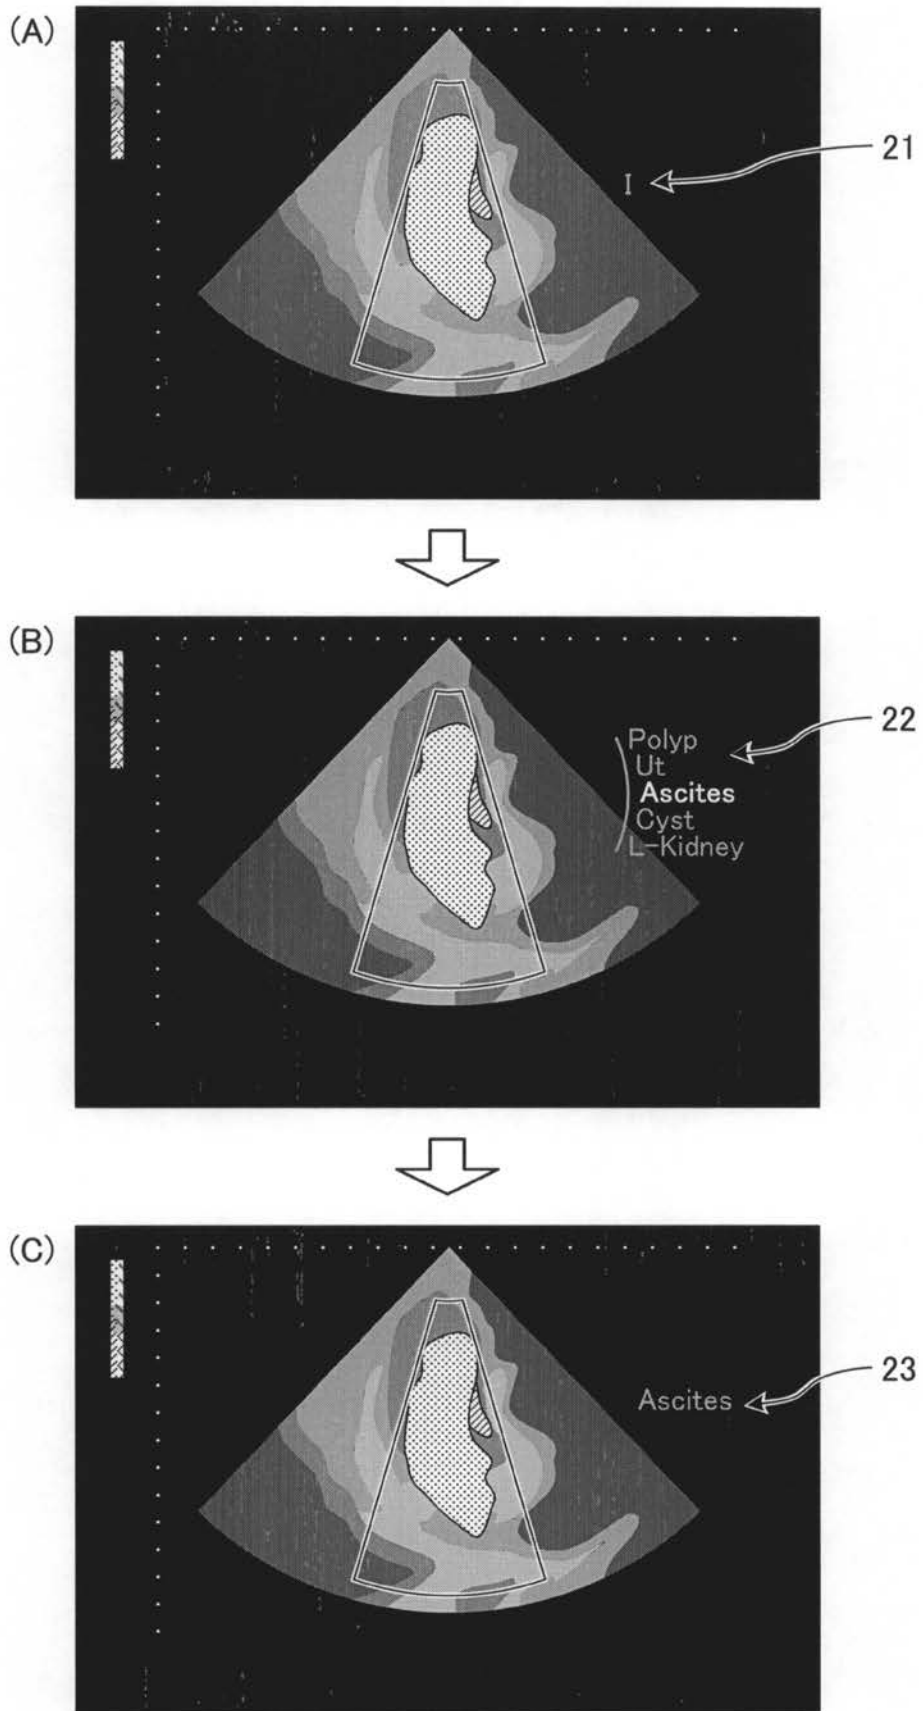 (A)
I
21
(B)
Polyp
Ut
Ascites
Cyst
L-Kidney
22
(C)
Ascites
23